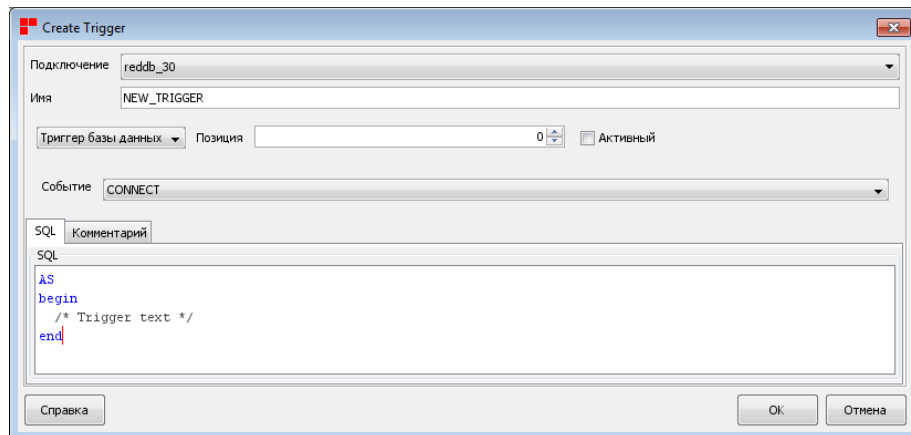 Create Trigger
Подключение reddb_30
Имя NEW_TRIGGER
Триггер базы данных Позиция 0 Активный
Событие CONNECT
SQL Комментарий
SQL
AS
begin
/* Trigger text */
end
Справка OK Отмена